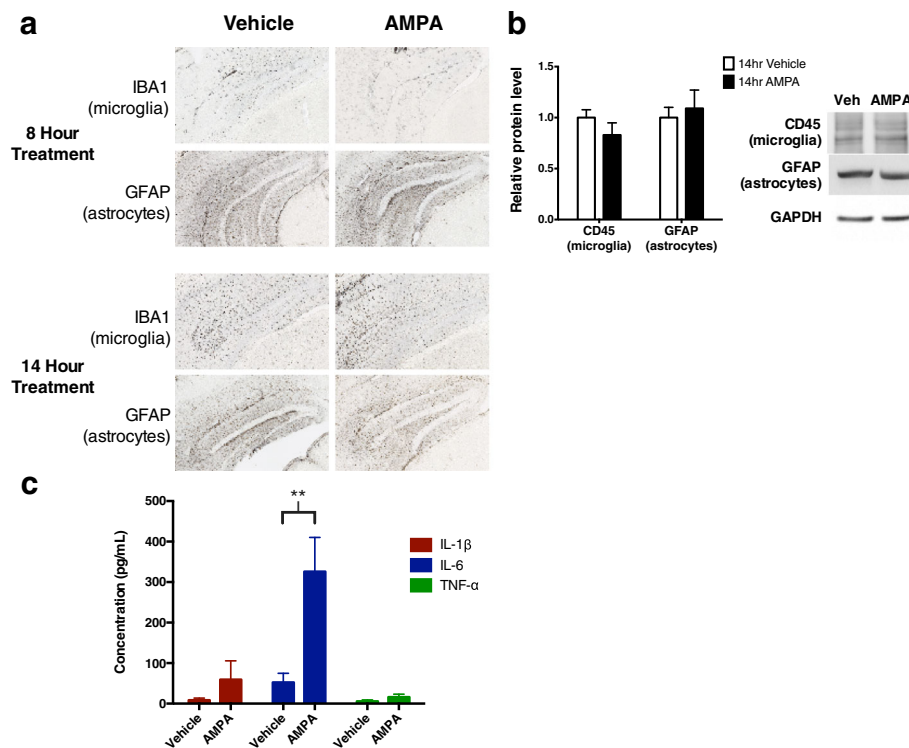 a
Vehicle
AMPA
8 Hour
Treatment
IBA1
(microglia)
GFAP
(astrocytes)
14 Hour
Treatment
IBA1
(microglia)
GFAP
(astrocytes)
b
14hr Vehicle
14hr AMPA
Relative protein level
1.5
1.0
0.5
0.0
CD45
(microglia)
GFAP
(astrocytes)
Veh AMPA
CD45
(microglia)
GFAP
(astrocytes)
GAPDH
c
Concentration (pg/mL)
500
400
300
200
100
0
**
IL-1β
IL-6
TNF-α
Vehicle
AMPA
Vehicle
AMPA
Vehicle
AMPA